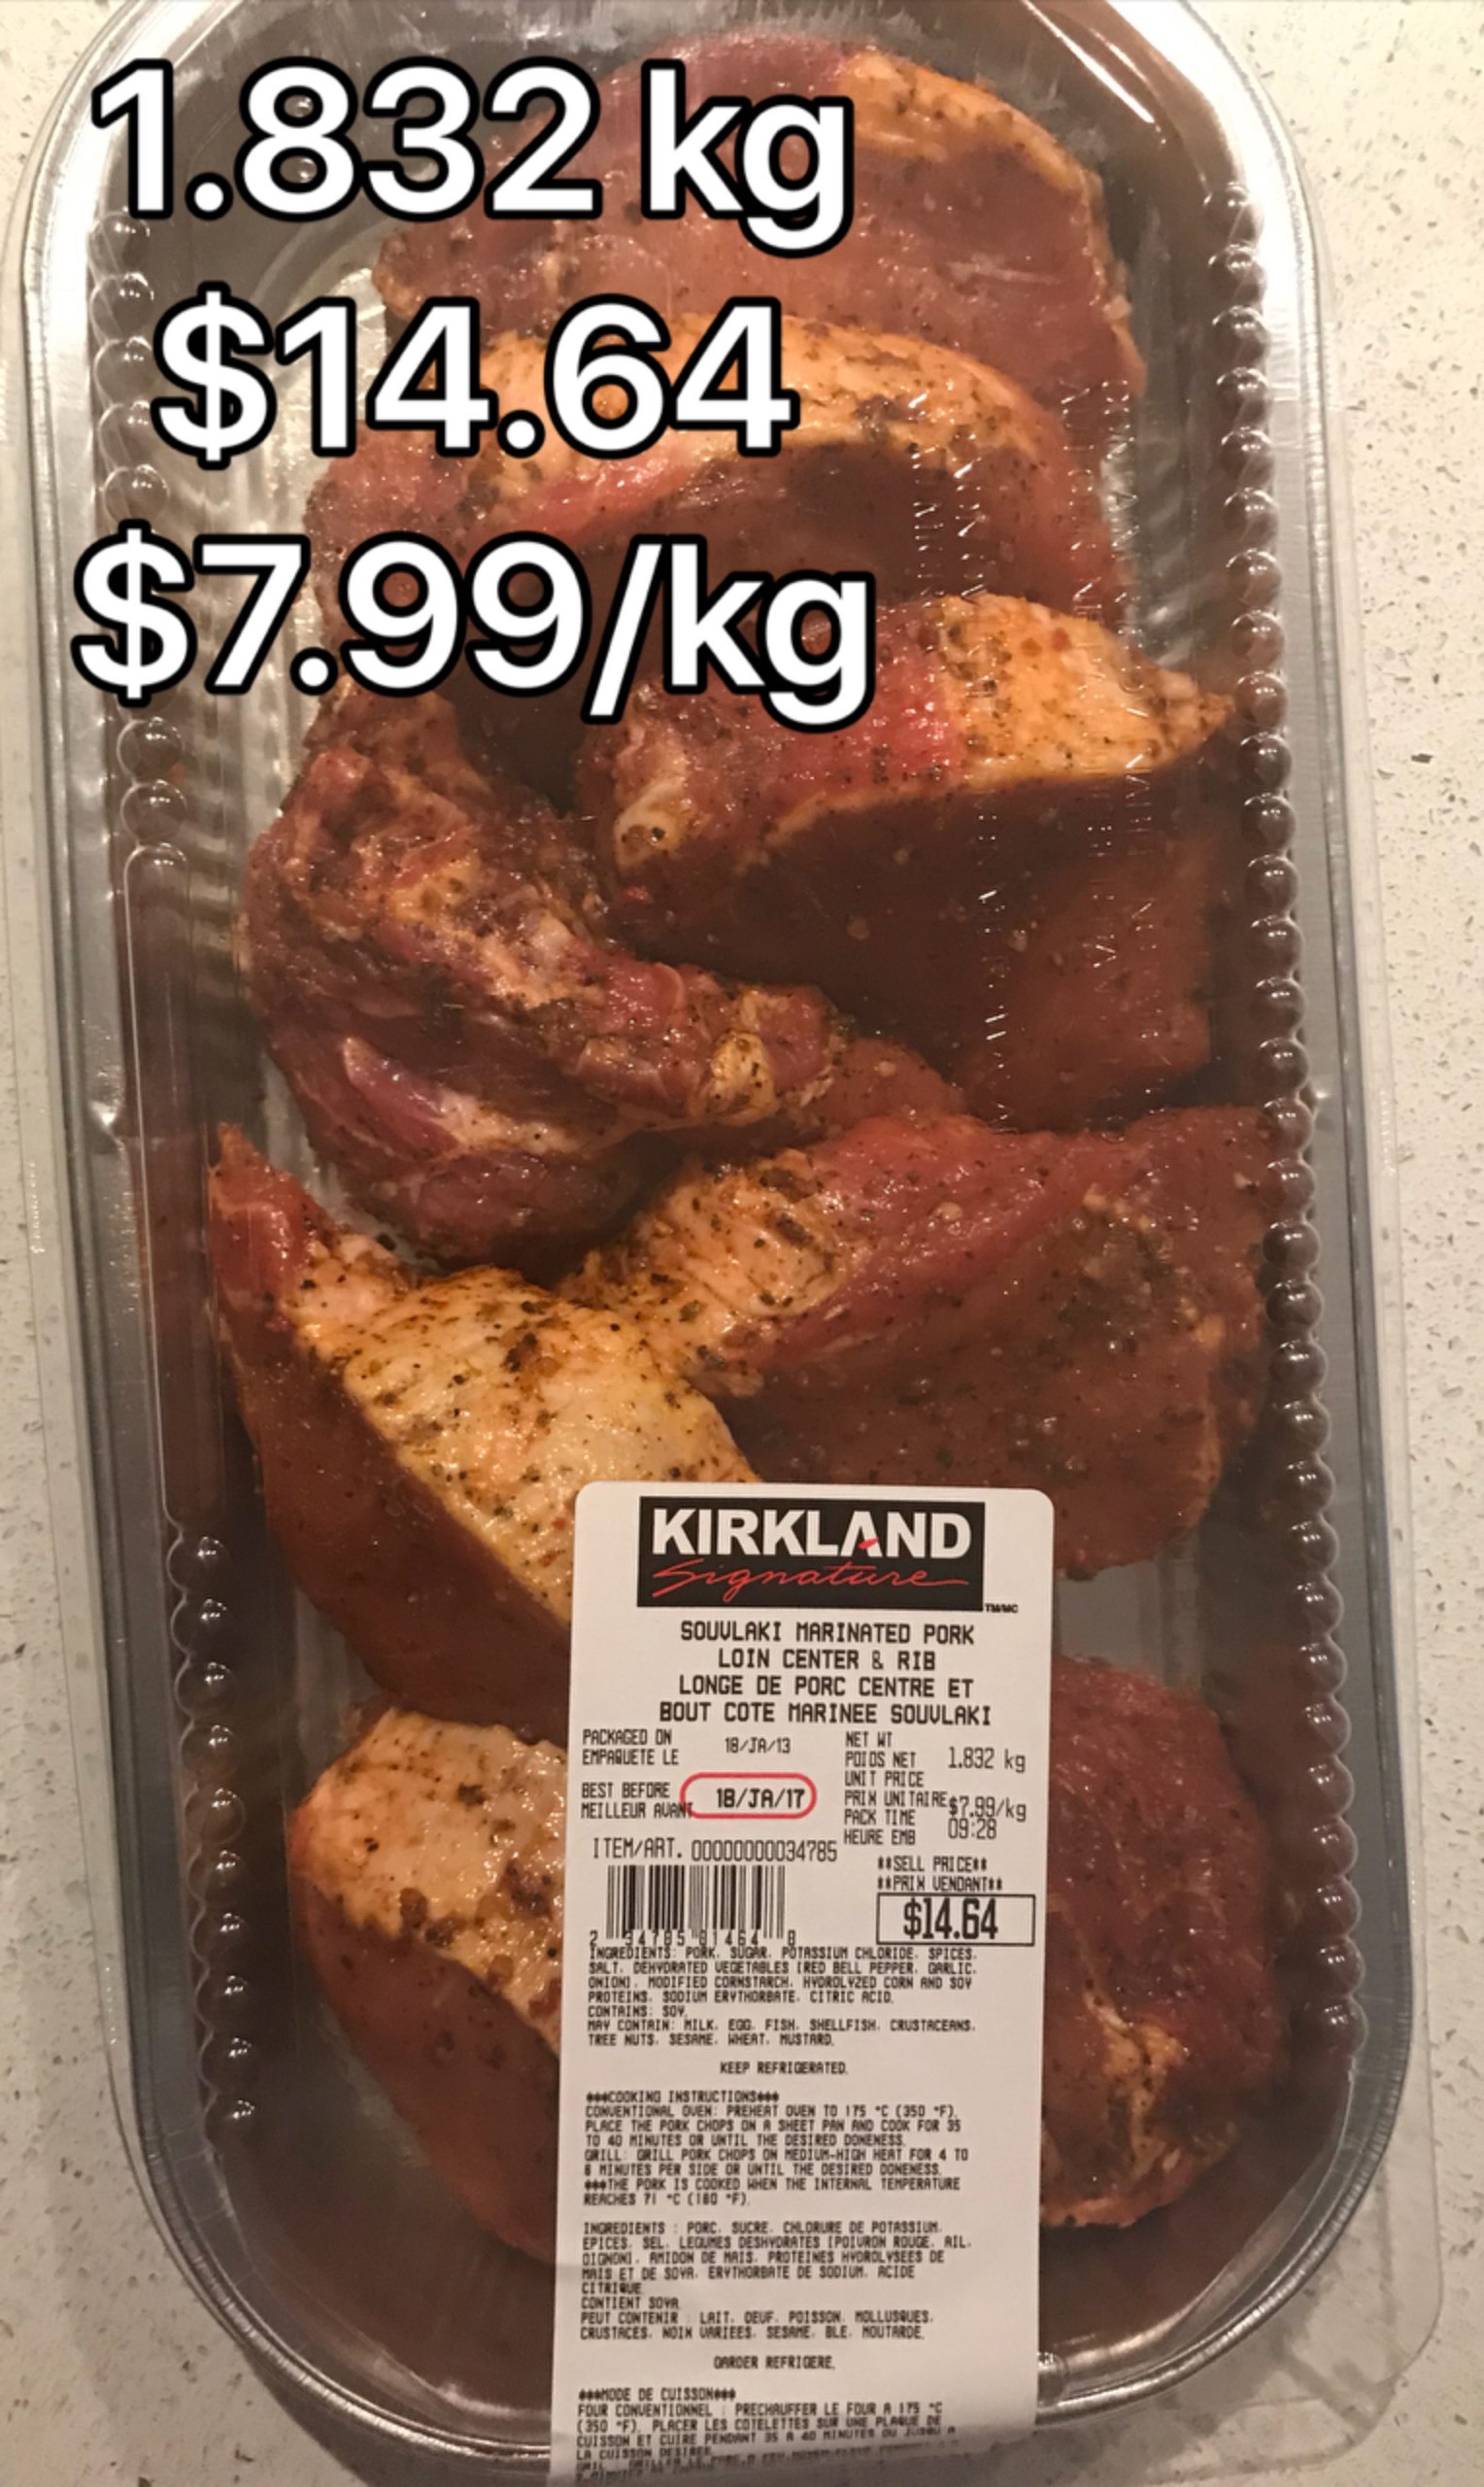 1.832 kg
$14.64
$7.99/kg
KIRKLAND
Signature
TM/MC
SOUVLAKI MARINATED PORK
LOIN CENTER & RIB
LONGE DE PORC CENTRE ET
BOUT COTE MARINEE SOUVLAKI
PACKAGED ON
EMPAQUETE LE
18/JA/13
BEST BEFORE
MEILLEUR AVANT
18/JA/17
NET WT
POIDS NET 1.832 kg
UNIT PRICE
PRIX UNITAIRE $7.99/kg
PACK TIME
HEURE EMB 09:28
ITEM/ART. 00000000034785
**SELL PRICE**
**PRIX VENDANT**
$14.64
2 34785 01464 8
INGREDIENTS: PORK, SUGAR, POTASSIUM CHLORIDE, SPICES,
SALT, DEHYDRATED VEGETABLES (RED BELL PEPPER, GARLIC,
ONION), MODIFIED CORNSTARCH, HYDROLYZED CORN AND SOY
PROTEINS, SODIUM ERYTHORBATE, CITRIC ACID.
CONTAINS: SOY.
MAY CONTAIN: MILK, EGG, FISH, SHELLFISH, CRUSTACEANS,
TREE NUTS, SESAME, WHEAT, MUSTARD.
KEEP REFRIGERATED.
***COOKING INSTRUCTIONS***
CONVENTIONAL OVEN: PREHEAT OVEN TO 175 °C (350 °F).
PLACE THE PORK CHOPS ON A SHEET PAN AND COOK FOR 35
TO 40 MINUTES OR UNTIL THE DESIRED DONENESS.
GRILL: GRILL PORK CHOPS ON MEDIUM-HIGH HEAT FOR 4 TO
6 MINUTES PER SIDE OR UNTIL THE DESIRED DONENESS.
***THE PORK IS COOKED WHEN THE INTERNAL TEMPERATURE
REACHES 71 °C (160 °F).
INGREDIENTS : PORC, SUCRE, CHLORURE DE POTASSIUM,
EPICES, SEL, LEGUMES DESHYDRATES (POIVRON ROUGE, AIL,
OIGNON), AMIDON DE MAIS, PROTEINES HYDROLYSEES DE
MAIS ET DE SOYA, ERYTHORBATE DE SODIUM, ACIDE
CITRIQUE.
CONTIENT SOYA.
PEUT CONTENIR : LAIT, OEUF, POISSON, MOLLUSQUES,
CRUSTACES, NOIX VARIEES, SESAME, BLE, MOUTARDE.
GARDER REFRIGERE.
***MODE DE CUISSON***
FOUR CONVENTIONNEL : PRECHAUFFER LE FOUR A 175 °C
(350 °F). PLACER LES COTELETTES SUR UNE PLAQUE DE
CUISSON ET CUIRE PENDANT 35 A 40 MINUTES OU JUSQU A
LA CUISSON DESIREE.